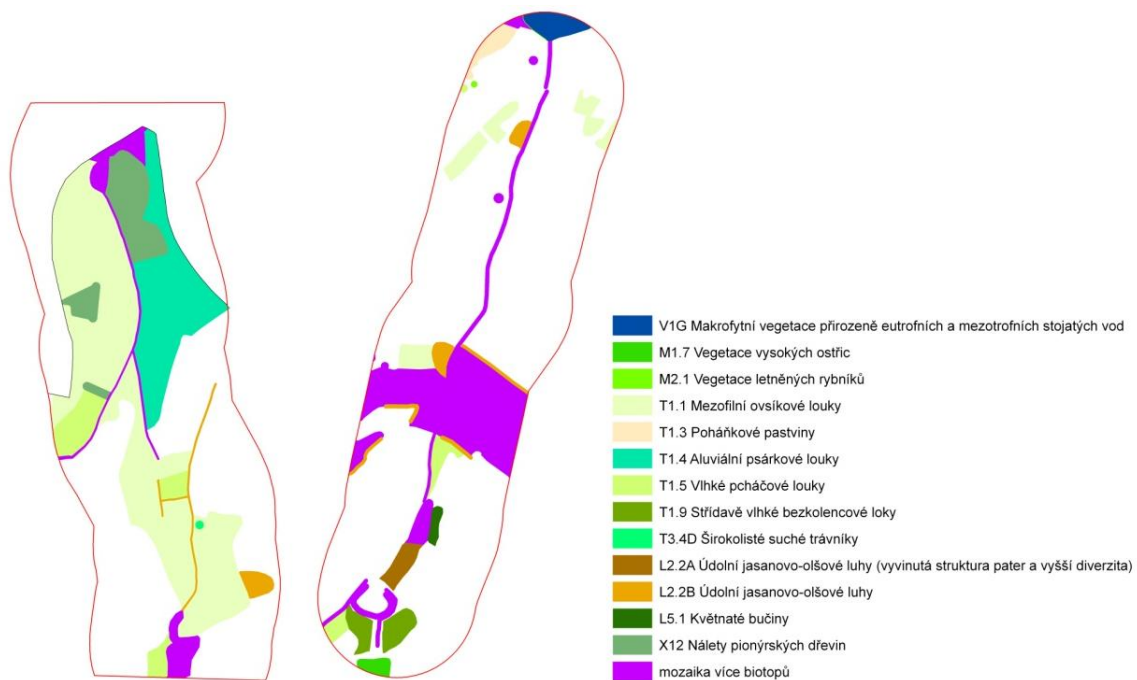 V1G Makrofytní vegetace přirozeně eutrofních a mezotrofních stojatých vod
M1.7 Vegetace vysokých ostřic
M2.1 Vegetace letněných rybníků
T1.1 Mezofilní ovsíkové louky
T1.3 Poháňkové pastviny
T1.4 Aluviální psárkové louky
T1.5 Vlhké pcháčové louky
T1.9 Střídavě vlhké bezkolencové loky
T3.4D Širokolisté suché trávníky
L2.2A Údolní jasanovo-olšové luhy (vyvinutá struktura pater a vyšší diverzita)
L2.2B Údolní jasanovo-olšové luhy
L5.1 Květnaté bučiny
X12 Nálety pionýrských dřevin
mozaika více biotopů